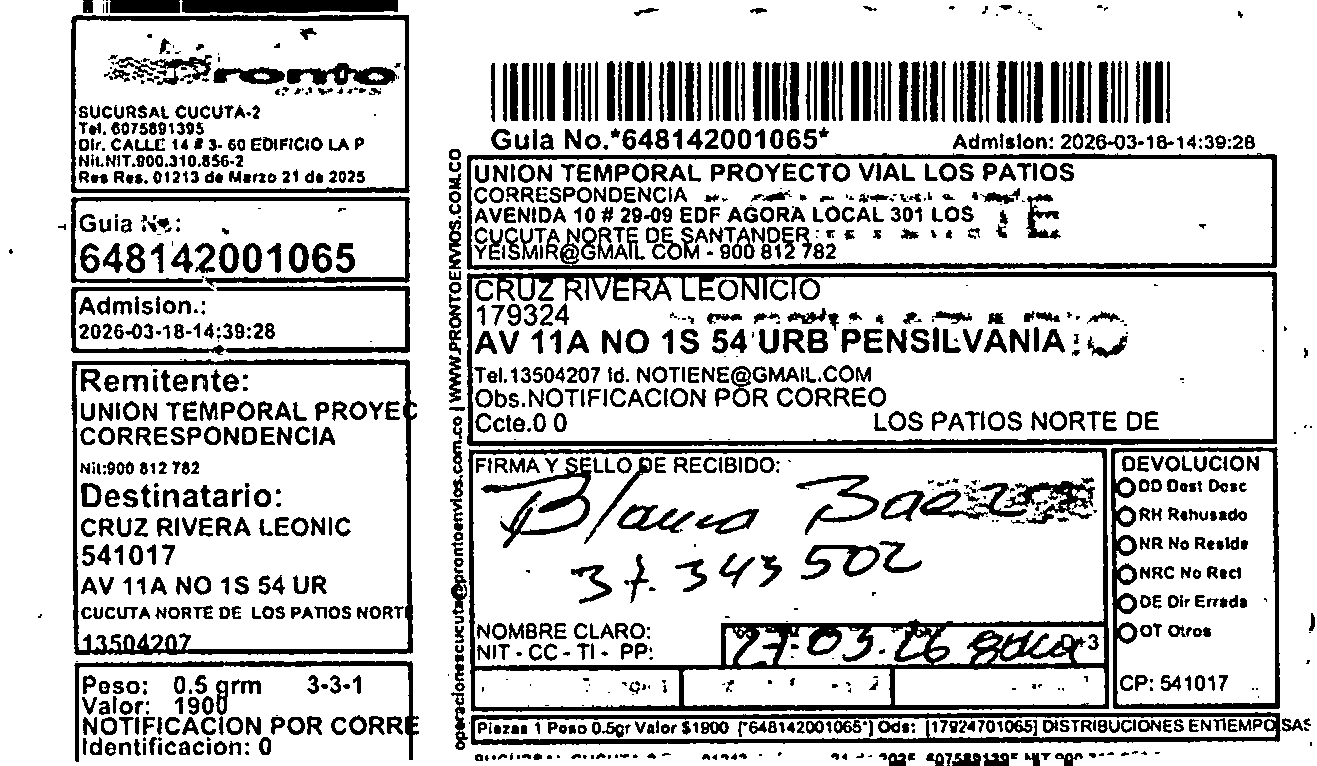 Pronto
envios
SUCURSAL CUCUTA-2
Tel. 6075891395
Dir. CALLE 14 # 3- 60 EDIFICIO LA P
Nit.NIT.900.310.856-2
Res Res. 01213 de Marzo 21 de 2025
Guia No.:
648142001065
Admision.:
2026-03-18-14:39:28
Remitente:
UNION TEMPORAL PROYEC
CORRESPONDENCIA
Nit:900 812 782
Destinatario:
CRUZ RIVERA LEONIC
541017
AV 11A NO 1S 54 UR
CUCUTA NORTE DE LOS PATIOS NORTE
13504207
Peso: 0.5 grm 3-3-1
Valor: 1900
NOTIFICACION POR CORRE
Identificacion: 0
operacionescucuta@prontoenvios.com.co | WWW.PRONTOENVIOS.COM.CO
Guia No.*648142001065*
Admision: 2026-03-18-14:39:28
UNION TEMPORAL PROYECTO VIAL LOS PATIOS
CORRESPONDENCIA
AVENIDA 10 # 29-09 EDF AGORA LOCAL 301 LOS
CUCUTA NORTE DE SANTANDER
YEISMIR@GMAIL COM - 900 812 782
CRUZ RIVERA LEONICIO
179324
AV 11A NO 1S 54 URB PENSILVANIA
Tel.13504207 Id. NOTIENE@GMAIL.COM
Obs.NOTIFICACION POR CORREO
Ccte.0 0 LOS PATIOS NORTE DE
FIRMA Y SELLO DE RECIBIDO:
Blanca
37.343502
NOMBRE CLARO:
NIT - CC - TI - PP:
27.03.26 D+3
DEVOLUCION
DD Dest Desc
RH Rehusado
NR No Reside
NRC No Recl
DE Dir Errada
OT Otros
CP: 541017
Piezas 1 Peso 0.5gr Valor $1900 [*648142001065*] Ods: [17924701065] DISTRIBUCIONES ENTIEMPO SAS